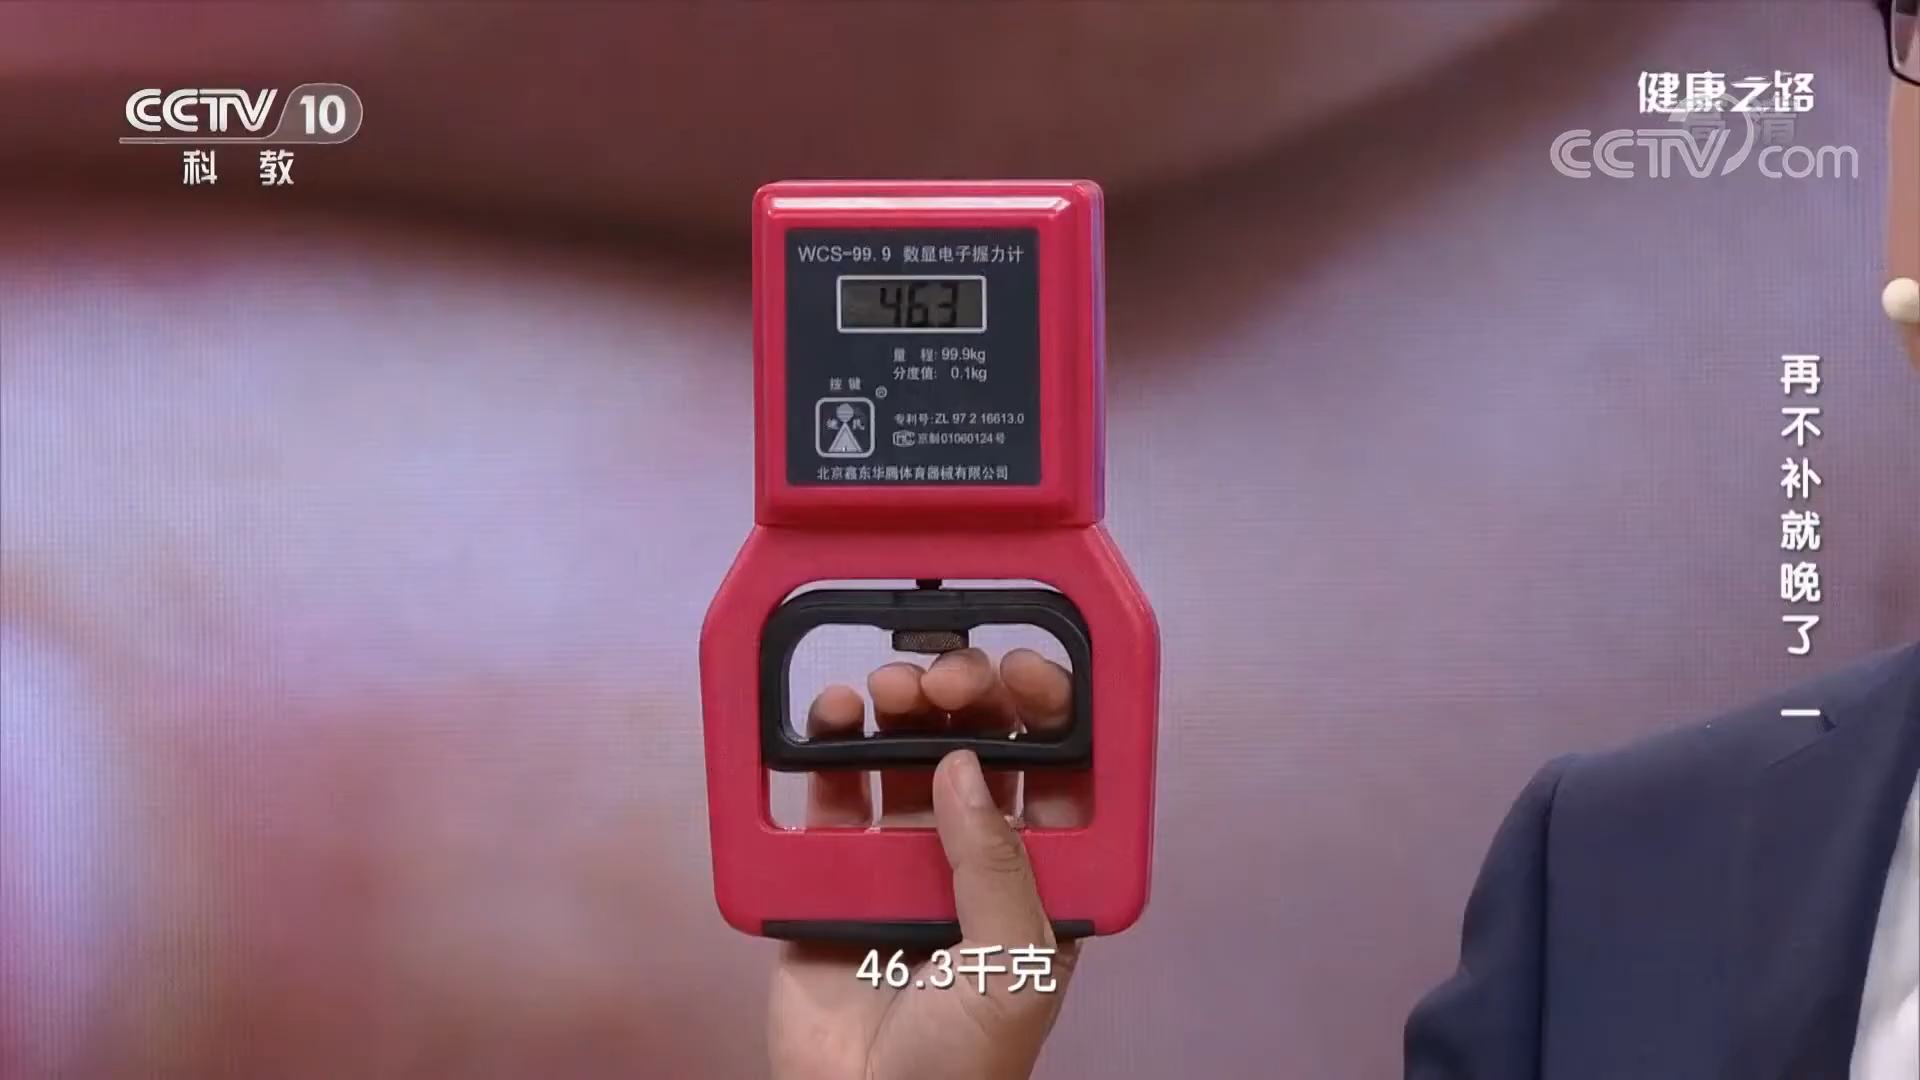 CCTV 10
科 教
健康之路
高清
CCTV.com
WCS-99.9 数显电子握力计
46.3
量 程: 99.9kg
分度值: 0.1kg
按键
®
健民
专利号:ZL 97 2 16613.0
京制01060124号
北京鑫东华腾体育器械有限公司
再不补就晚了 一
46.3千克